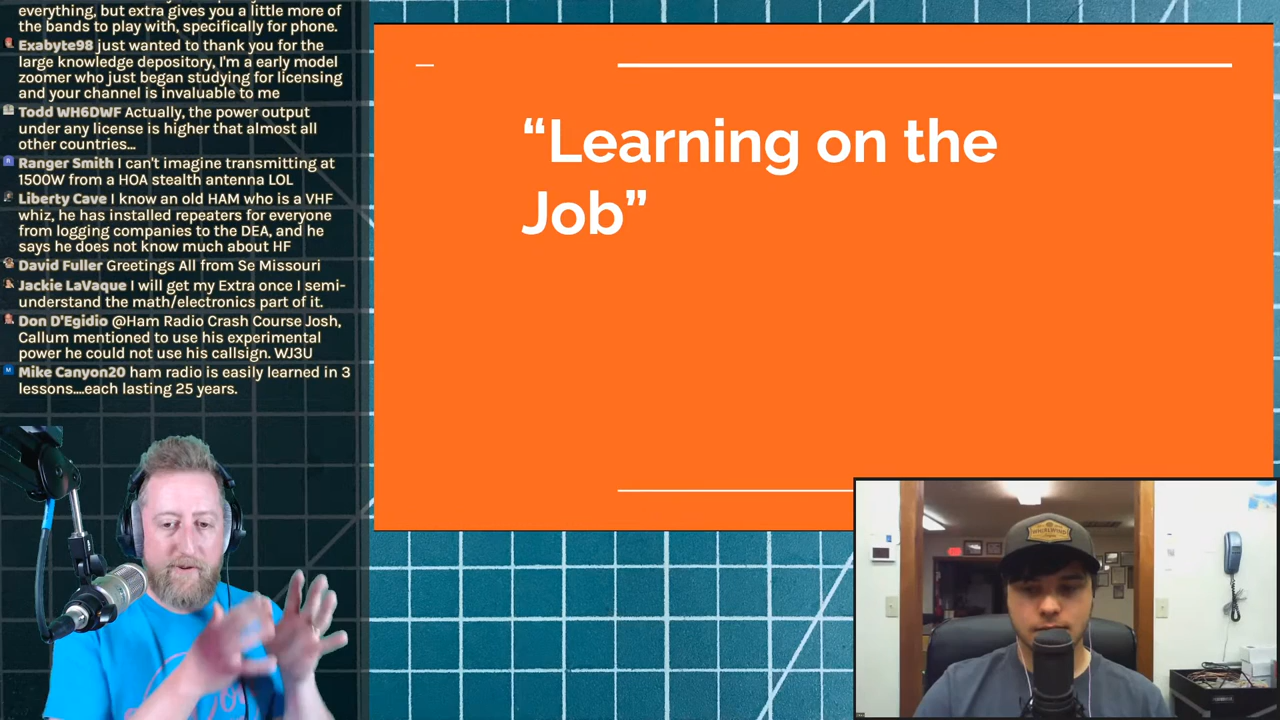 everything, but extra gives you a little more of
the bands to play with, specifically for phone.
Exabyte98 just wanted to thank you for the
large knowledge depository, I'm a early model
zoomer who just began studying for licensing
and your channel is invaluable to me
Todd WH6DWF Actually, the power output
under any license is higher that almost all
other countries...
Ranger Smith I can't imagine transmitting at
1500W from a HOA stealth antenna LOL
Liberty Cave I know an old HAM who is a VHF
whiz, he has installed repeaters for everyone
from logging companies to the DEA, and he
says he does not know much about HF
David Fuller Greetings All from Se Missouri
Jackie LaVaque I will get my Extra once I semi-
understand the math/electronics part of it.
Don D'Egidio @Ham Radio Crash Course Josh,
Callum mentioned to use his experimental
power he could not use his callsign. WJ3U
Mike Canyon20 ham radio is easily learned in 3
lessons....each lasting 25 years.
“Learning on the
Job”